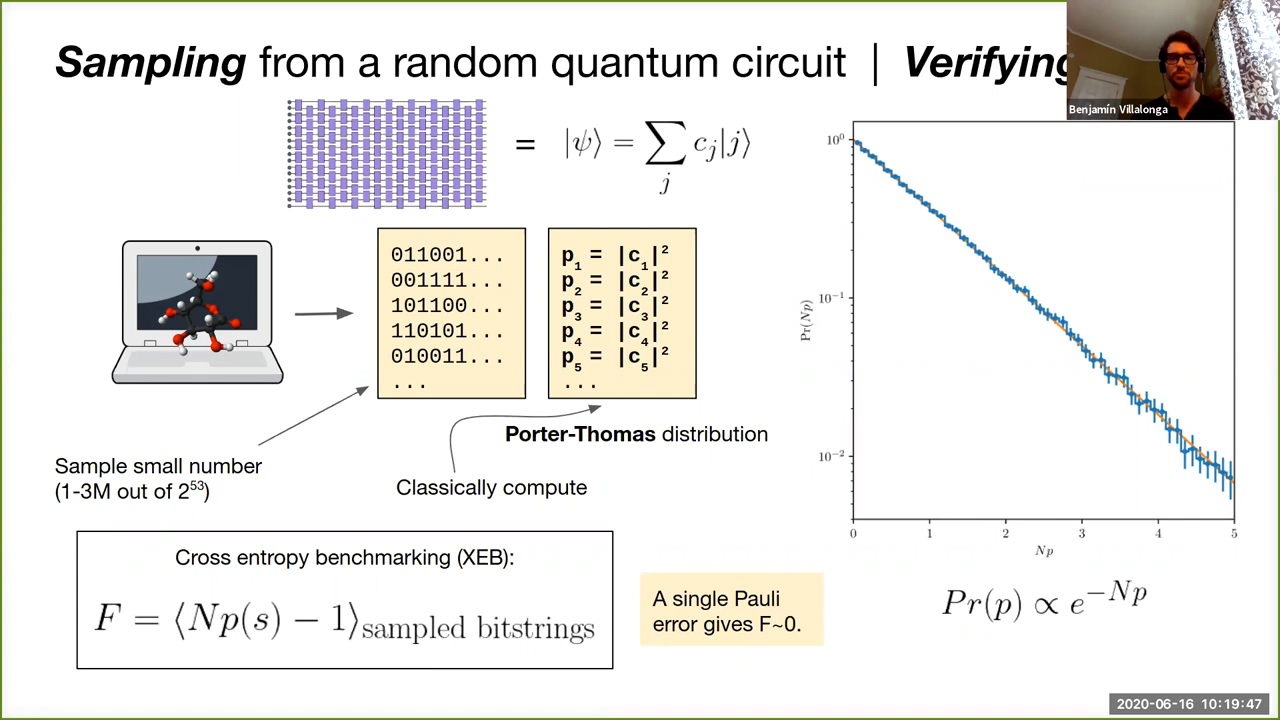 Sampling from a random quantum circuit | Verifying
Benjamín Villalonga
= |ψ⟩ = ∑_j c_j|j⟩
011001...
001111...
101100...
110101...
010011...
...
p₁ = |c₁|²
p₂ = |c₂|²
p₃ = |c₃|²
p₄ = |c₄|²
p₅ = |c₅|²
...
Porter-Thomas distribution
Sample small number
(1-3M out of 2⁵³)
Classically compute
Cross entropy benchmarking (XEB):
F = ⟨Np(s) − 1⟩sampled bitstrings
A single Pauli
error gives F~0.
10⁰
10⁻¹
10⁻²
Pr(Np)
0 1 2 3 4 5
Np
Pr(p) ∝ e^{−Np}
2020-06-16 10:19:47